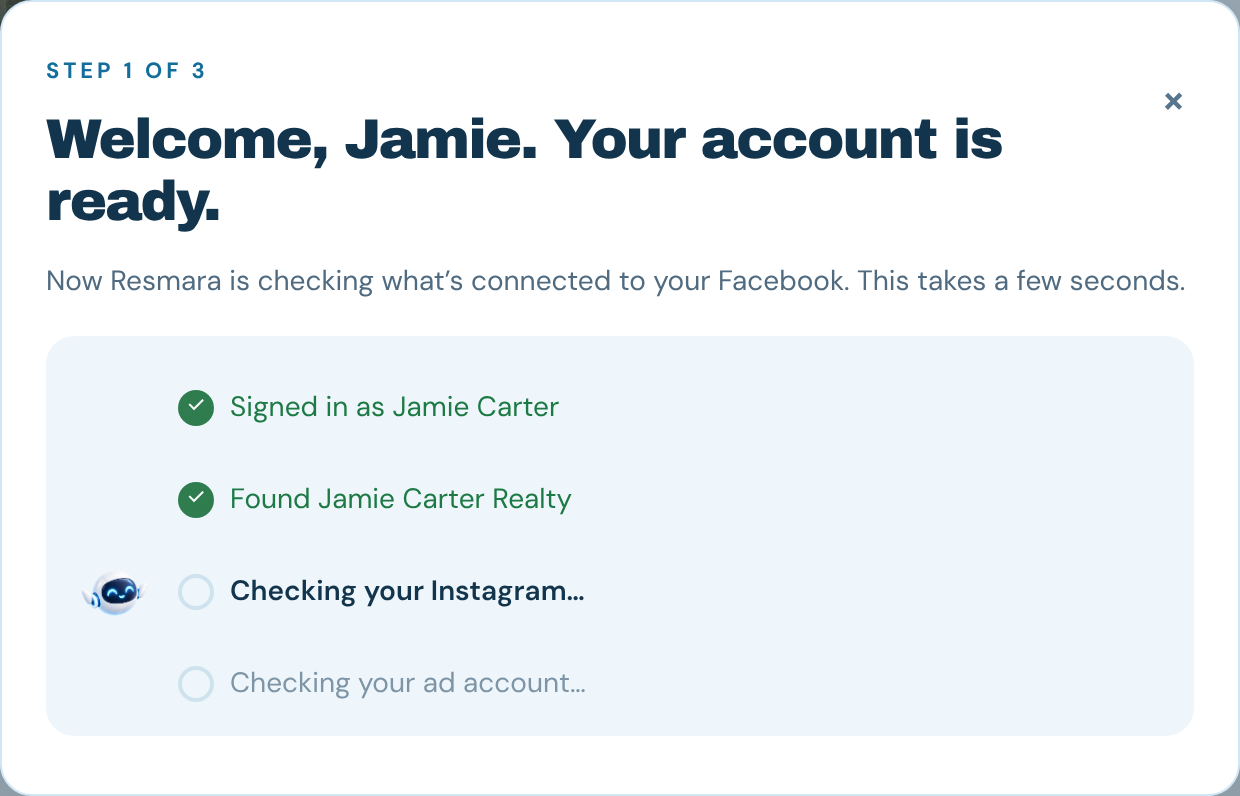 STEP 1 OF 3
Welcome, Jamie. Your account is
ready.
Now Resmara is checking what’s connected to your Facebook. This takes a few seconds.
Signed in as Jamie Carter
Found Jamie Carter Realty
Checking your Instagram...
Checking your ad account...